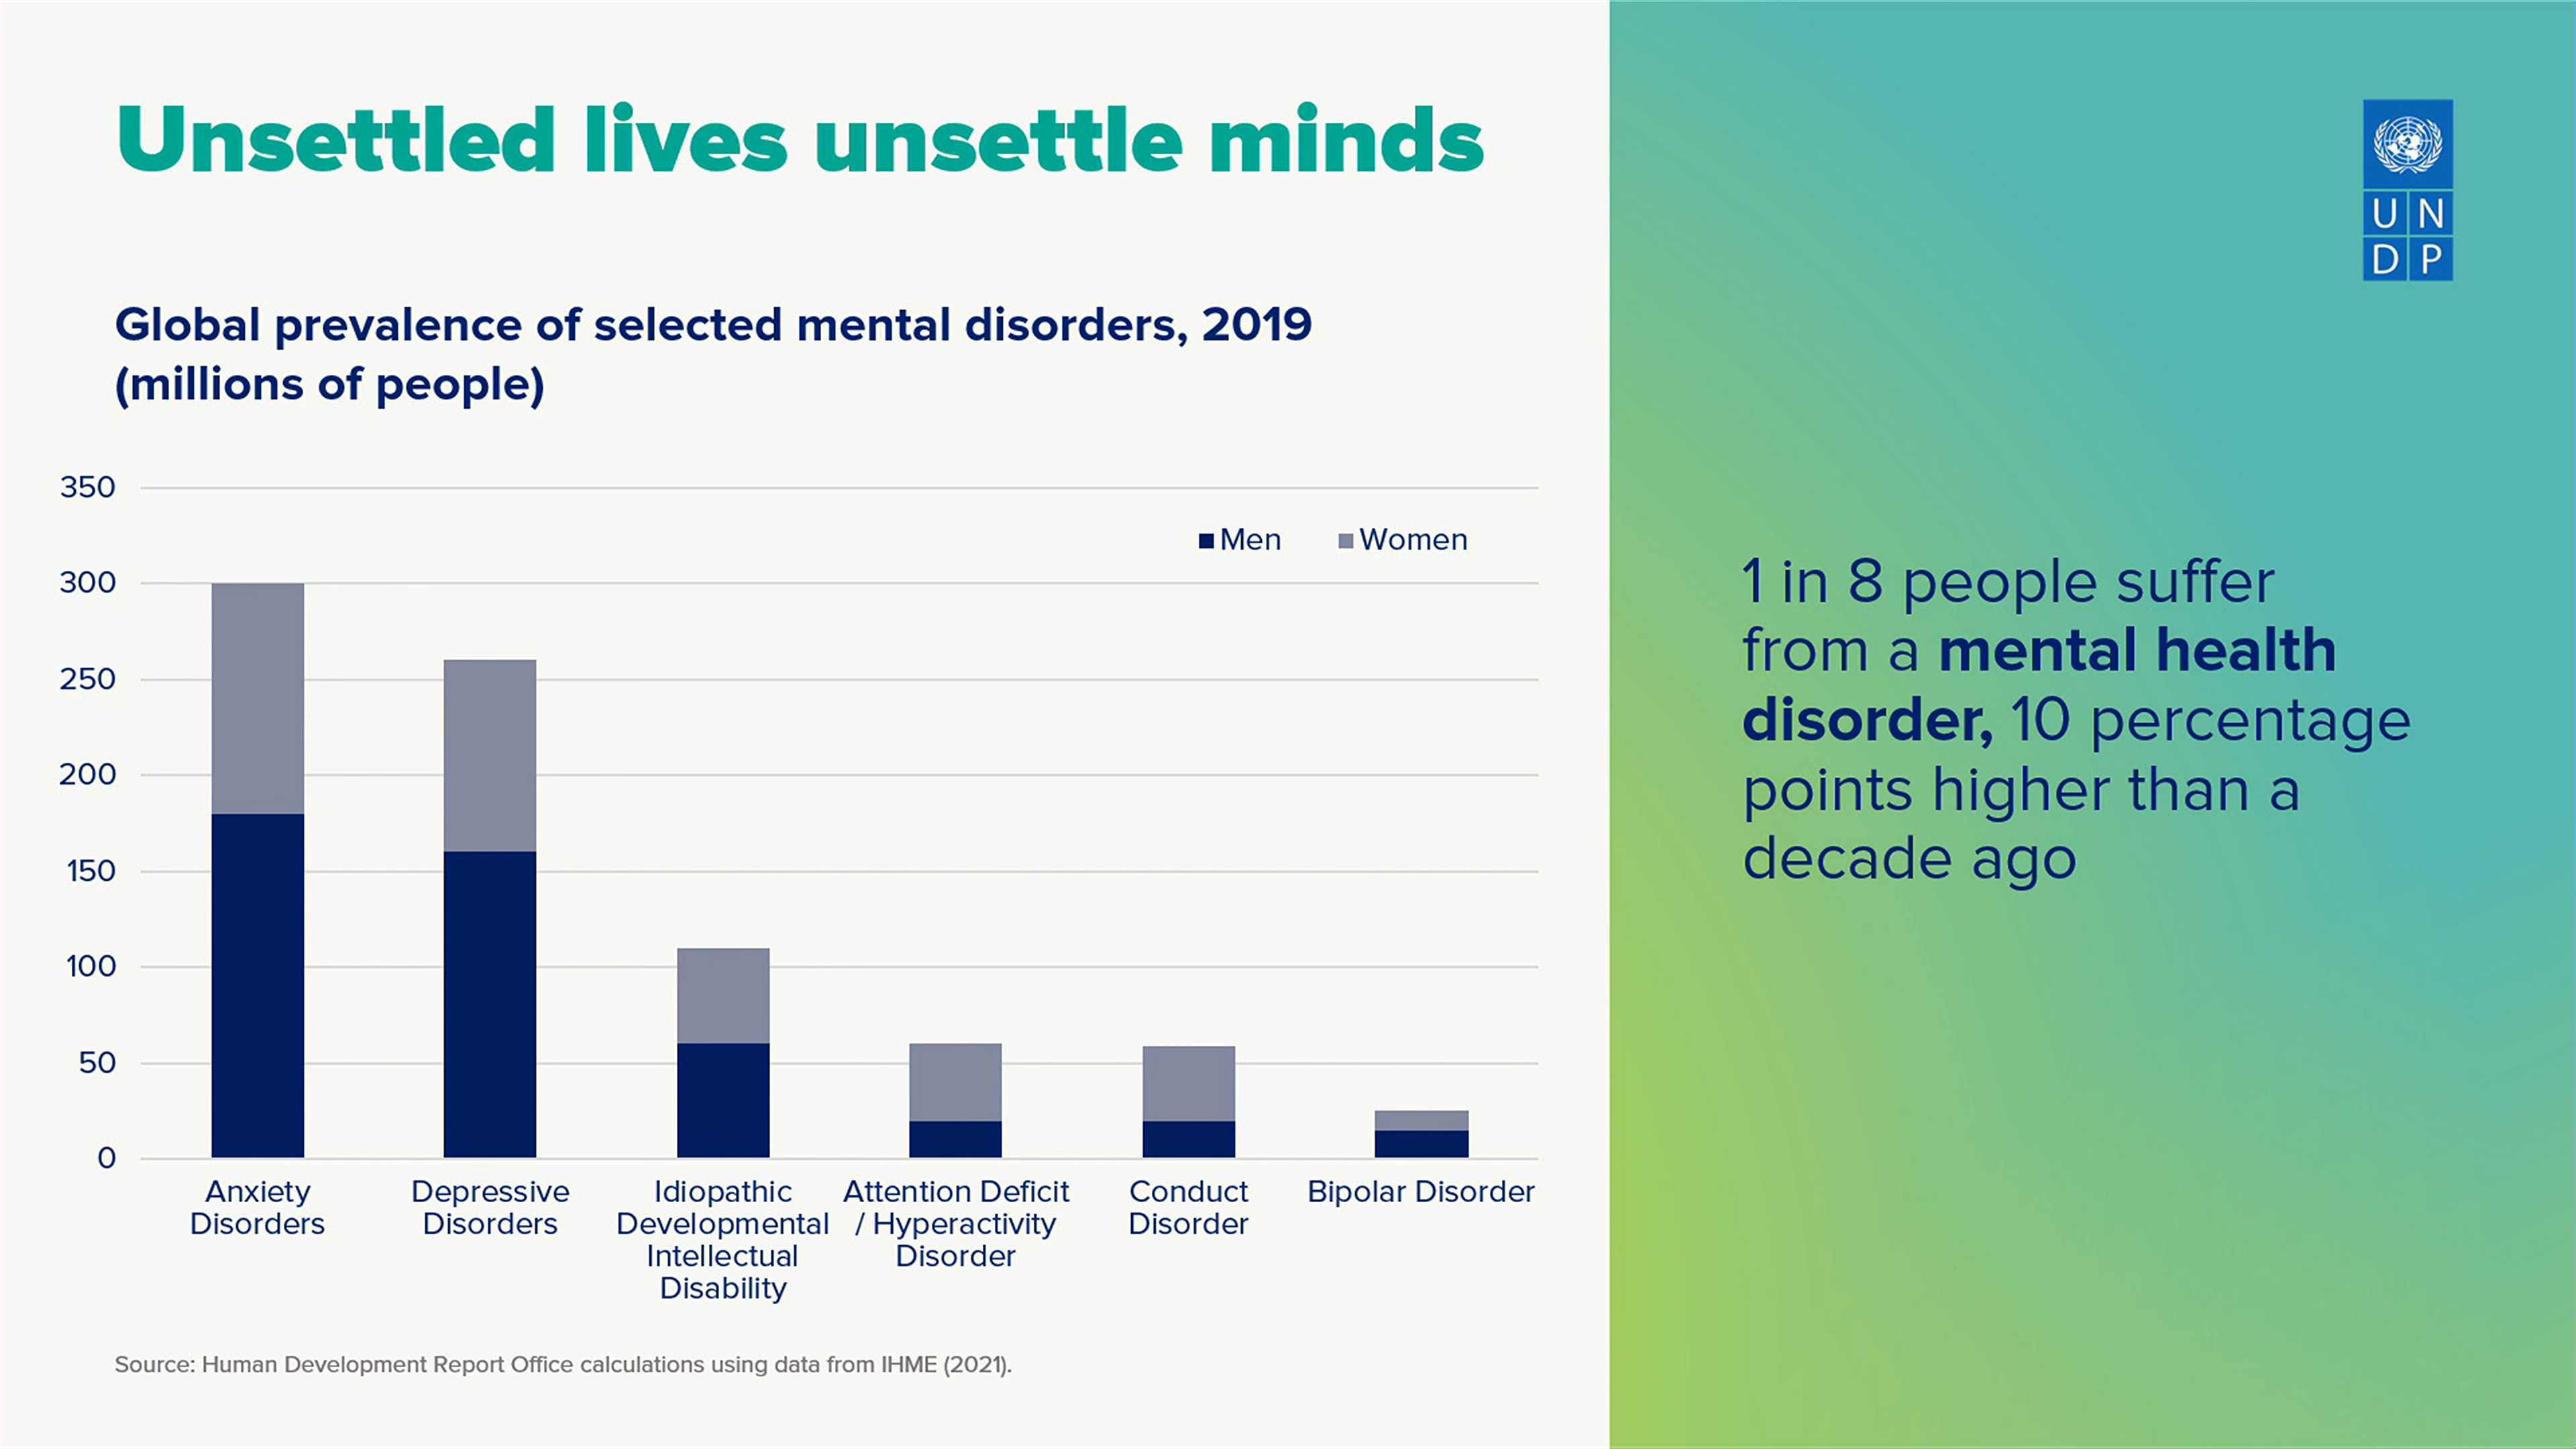 Unsettled lives unsettle minds
Global prevalence of selected mental disorders, 2019
(millions of people)
350
300
250
200
150
100
50
0
Men
Women
Anxiety
Disorders
Depressive
Disorders
Idiopathic
Developmental
Intellectual
Disability
Attention Deficit
/ Hyperactivity
Disorder
Conduct
Disorder
Bipolar Disorder
Source: Human Development Report Office calculations using data from IHME (2021).
U N
D P
1 in 8 people suffer
from a mental health
disorder, 10 percentage
points higher than a
decade ago